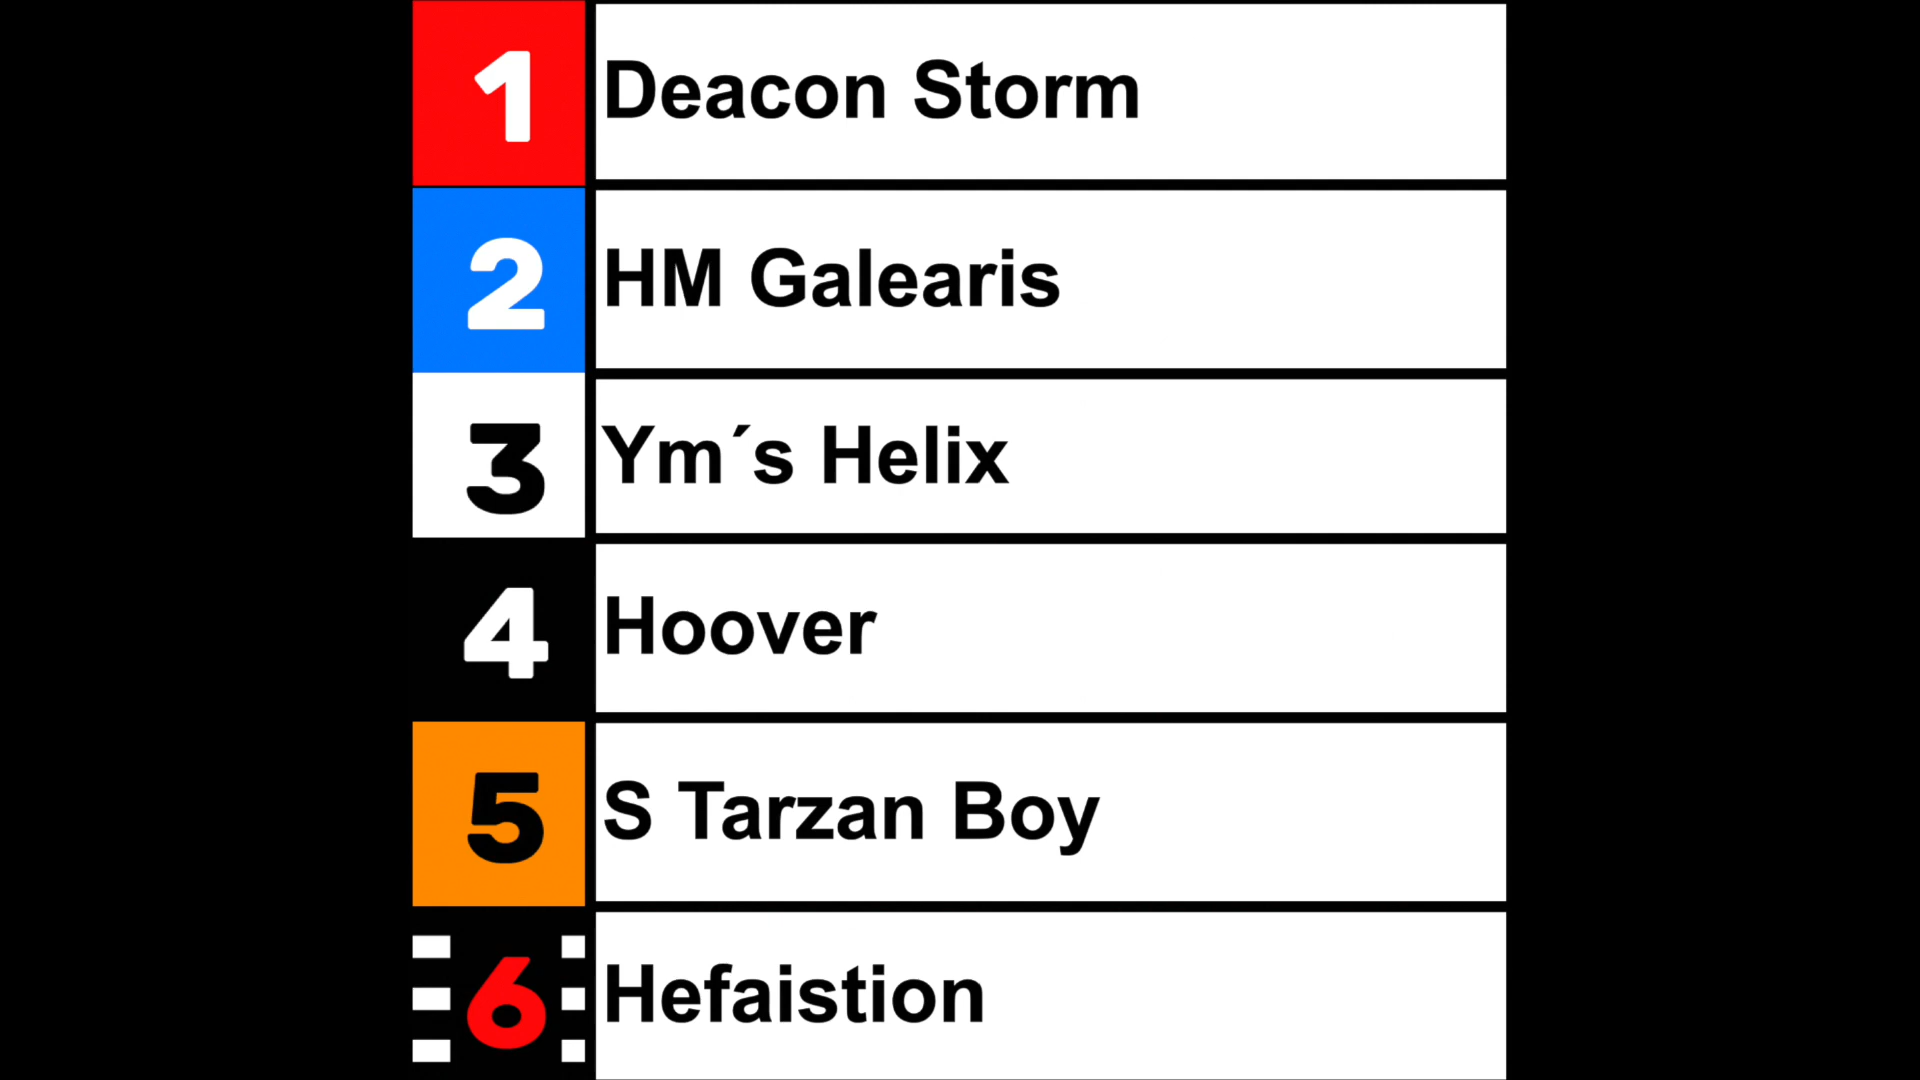 1 Deacon Storm
2 HM Galearis
3 Ym´s Helix
4 Hoover
5 S Tarzan Boy
6 Hefaistion